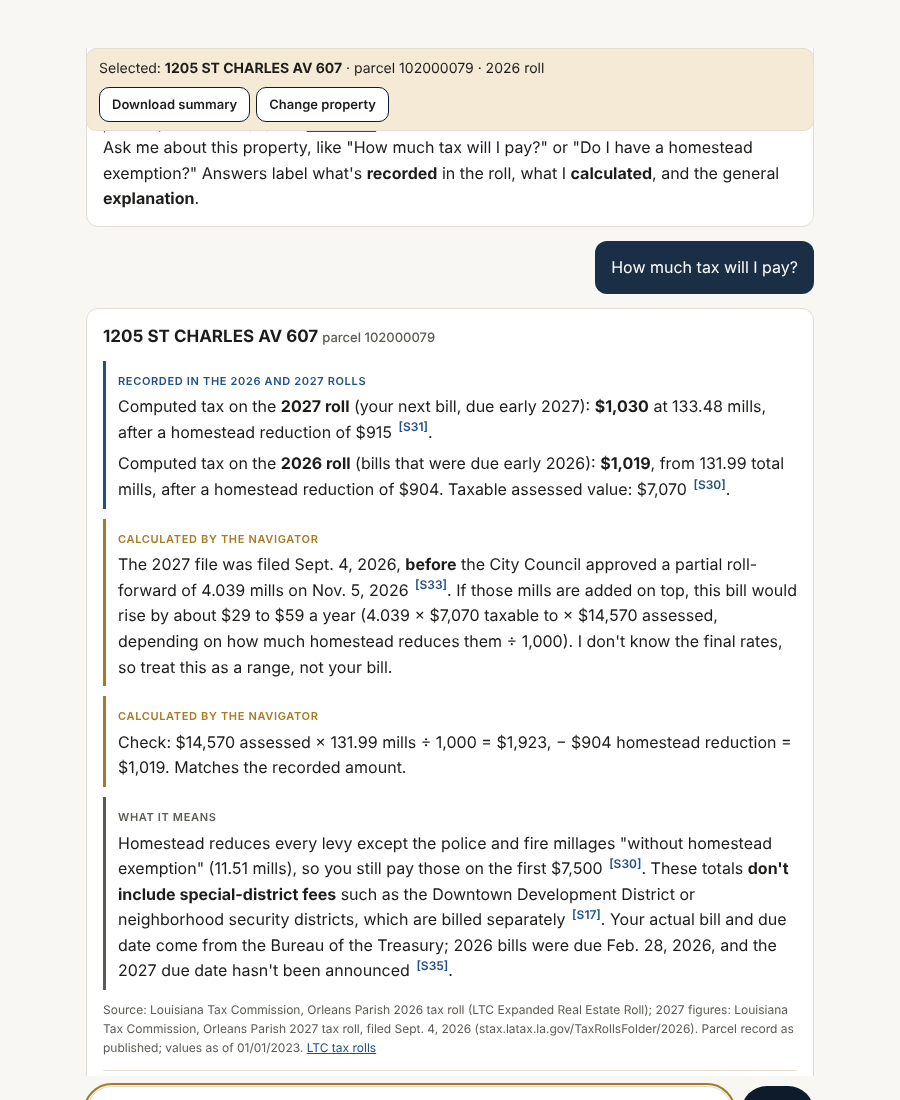 Selected: 1205 ST CHARLES AV 607 · parcel 102000079 · 2026 roll
Download summary
Change property
Ask me about this property, like "How much tax will I pay?" or "Do I have a homestead
exemption?" Answers label what's recorded in the roll, what I calculated, and the general
explanation.
How much tax will I pay?
1205 ST CHARLES AV 607 parcel 102000079
RECORDED IN THE 2026 AND 2027 ROLLS
Computed tax on the 2027 roll (your next bill, due early 2027): $1,030 at 133.48 mills,
after a homestead reduction of $915 [S31].
Computed tax on the 2026 roll (bills that were due early 2026): $1,019, from 131.99 total
mills, after a homestead reduction of $904. Taxable assessed value: $7,070 [S30].
CALCULATED BY THE NAVIGATOR
The 2027 file was filed Sept. 4, 2026, before the City Council approved a partial roll-
forward of 4.039 mills on Nov. 5, 2026 [S33]. If those mills are added on top, this bill would
rise by about $29 to $59 a year (4.039 × $7,070 taxable to × $14,570 assessed,
depending on how much homestead reduces them ÷ 1,000). I don't know the final rates,
so treat this as a range, not your bill.
CALCULATED BY THE NAVIGATOR
Check: $14,570 assessed × 131.99 mills ÷ 1,000 = $1,923, − $904 homestead reduction =
$1,019. Matches the recorded amount.
WHAT IT MEANS
Homestead reduces every levy except the police and fire millages "without homestead
exemption" (11.51 mills), so you still pay those on the first $7,500 [S30]. These totals don't
include special-district fees such as the Downtown Development District or
neighborhood security districts, which are billed separately [S17]. Your actual bill and due
date come from the Bureau of the Treasury; 2026 bills were due Feb. 28, 2026, and the
2027 due date hasn't been announced [S35].
Source: Louisiana Tax Commission, Orleans Parish 2026 tax roll (LTC Expanded Real Estate Roll); 2027 figures: Louisiana
Tax Commission, Orleans Parish 2027 tax roll, filed Sept. 4, 2026 (stax.latax.la.gov/TaxRollsFolder/2026). Parcel record as
published; values as of 01/01/2023. LTC tax rolls